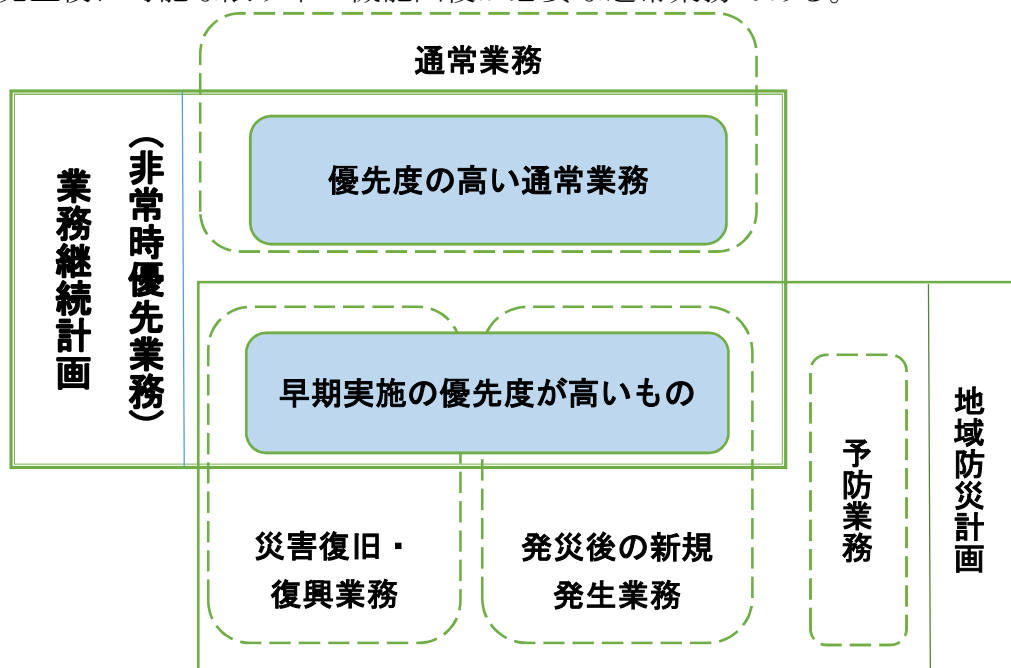 通常業務
優先度の高い通常業務
業務継続計画
（非常時優先業務）
早期実施の優先度が高いもの
災害復旧・
復興業務
発災後の新規
発生業務
予防業務
地域防災計画